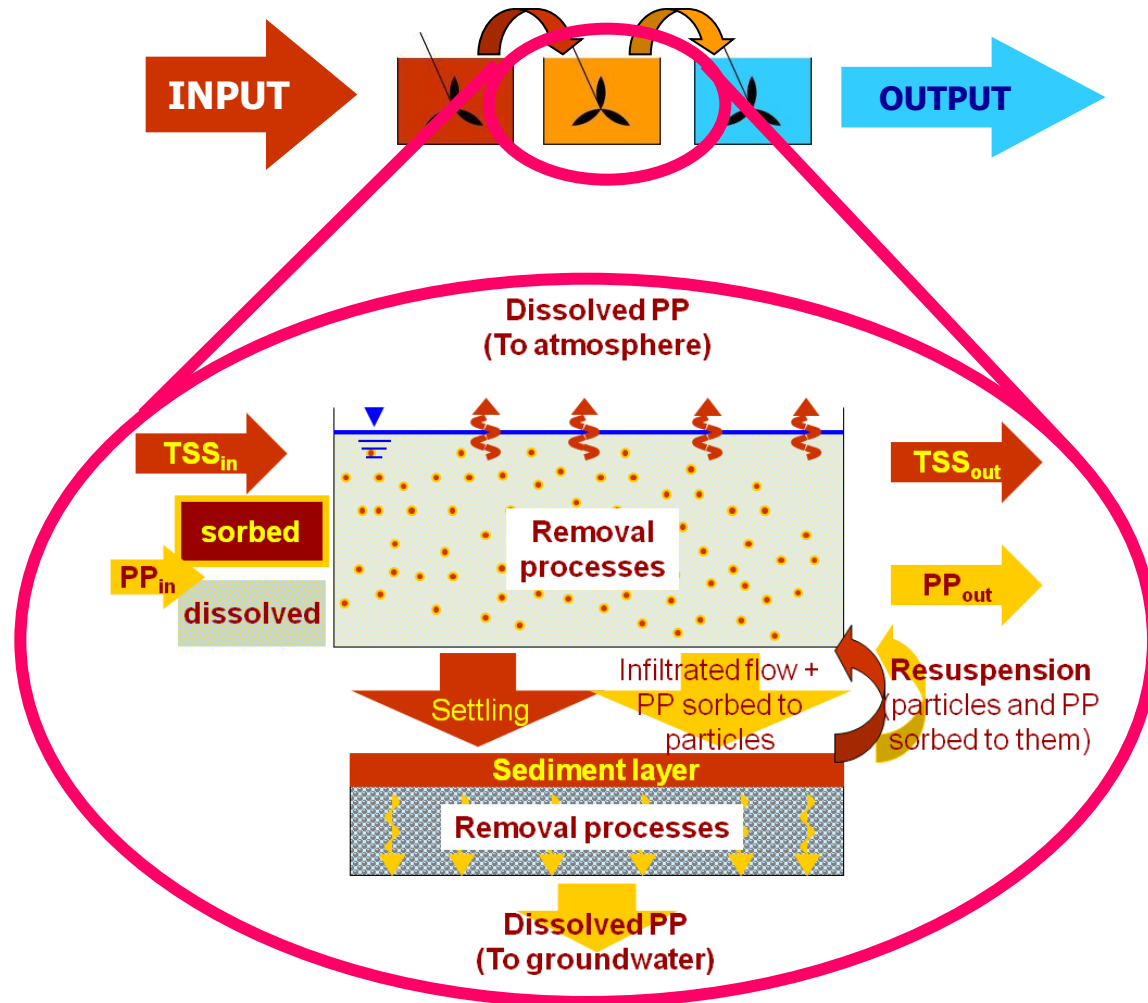 INPUT
OUTPUT
Dissolved PP
(To atmosphere)
TSSin
TSSout
sorbed
Removal
processes
PPin
PPout
dissolved
Infiltrated flow +
PP sorbed to
particles
Resuspension
(particles and PP
sorbed to them)
Settling
Sediment layer
Removal processes
Dissolved PP
(To groundwater)